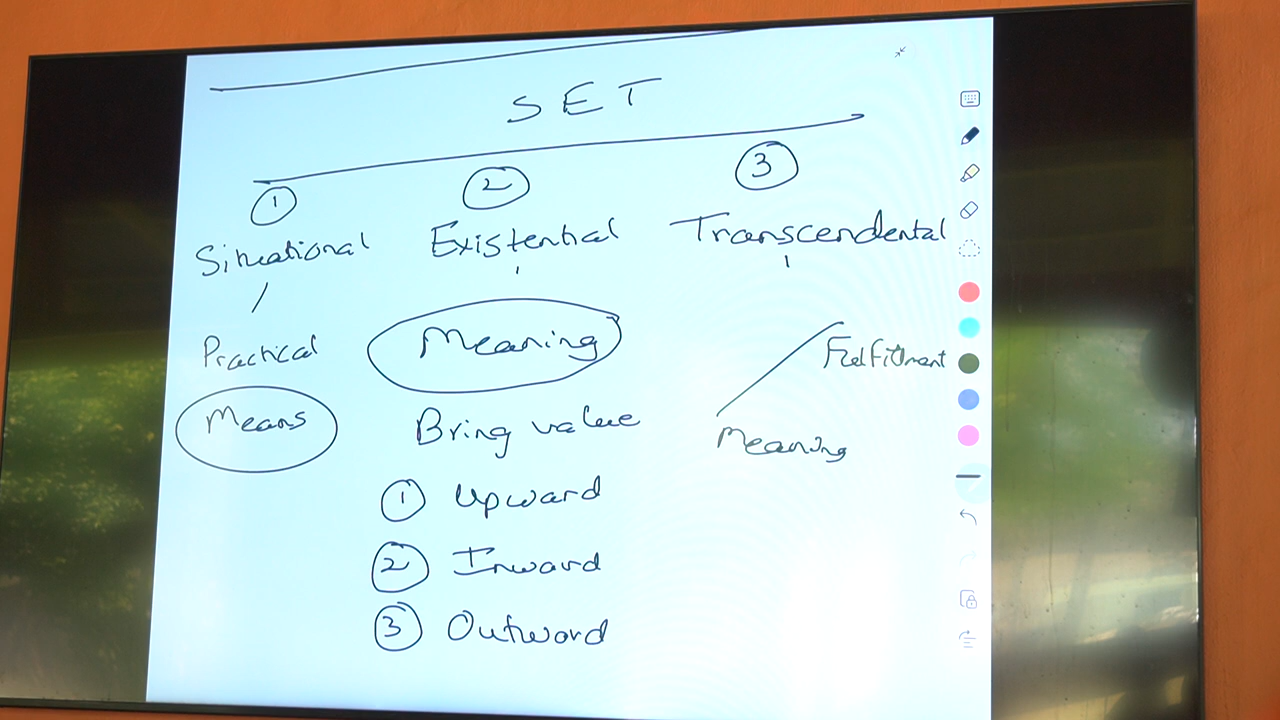 SET
1 2 3
Situational Existential Transcendental
Practical Meaning Fulfillment
Means Bring value Meaning
1 Upward
2 Inward
3 Outward